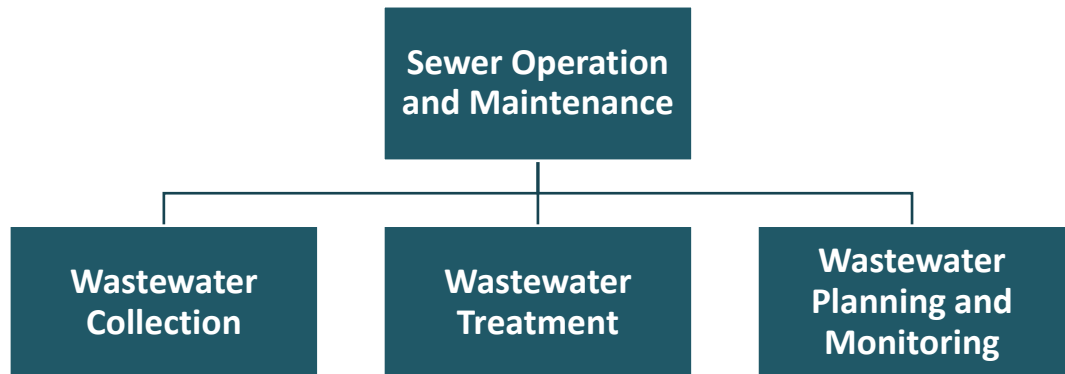 Sewer Operation
and Maintenance
Wastewater
Collection
Wastewater
Treatment
Wastewater
Planning and
Monitoring